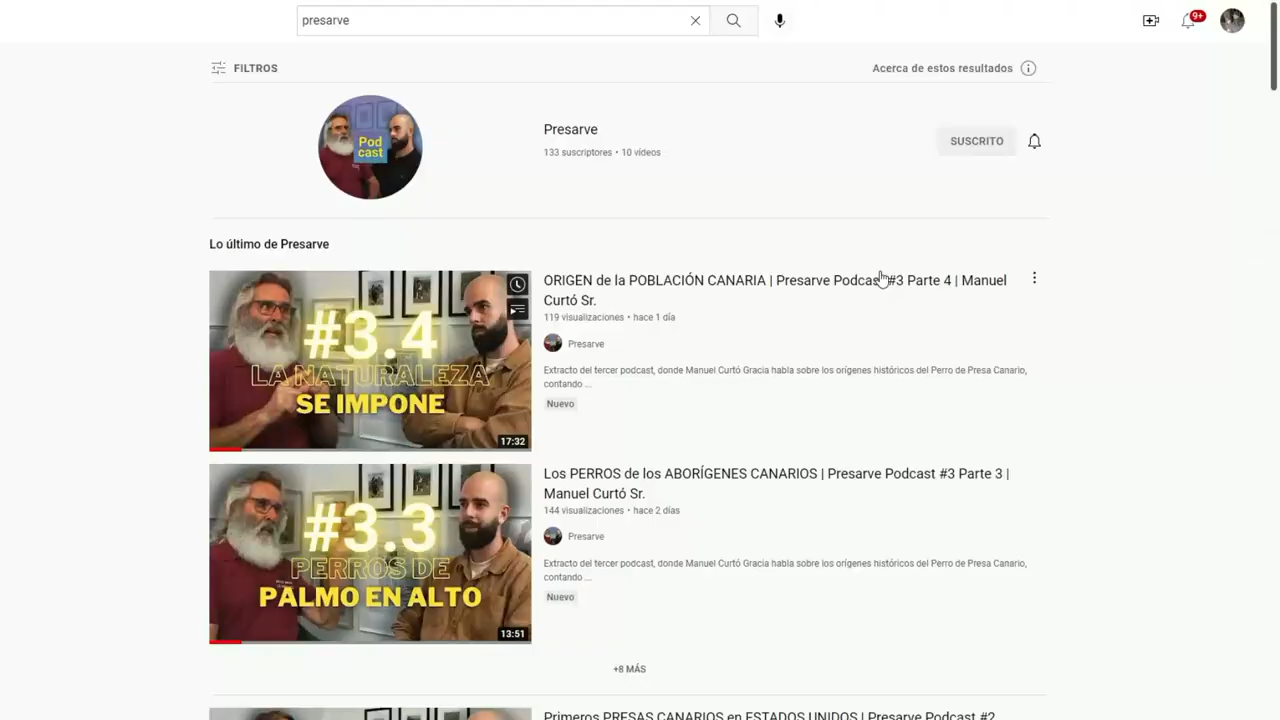 presarve
9+
FILTROS
Acerca de estos resultados
Pod
cast
Presarve
133 suscriptores • 10 vídeos
SUSCRITO
Lo último de Presarve
#3.4
LA NATURALEZA
SE IMPONE
17:32
ORIGEN de la POBLACIÓN CANARIA | Presarve Podcast #3 Parte 4 | Manuel
Curtó Sr.
119 visualizaciones • hace 1 día
Presarve
Extracto del tercer podcast, donde Manuel Curtó Gracia habla sobre los orígenes históricos del Perro de Presa Canario,
contando ...
Nuevo
#3.3
PERROS DE
PALMO EN ALTO
13:51
Los PERROS de los ABORÍGENES CANARIOS | Presarve Podcast #3 Parte 3 |
Manuel Curtó Sr.
144 visualizaciones • hace 2 días
Presarve
Extracto del tercer podcast, donde Manuel Curtó Gracia habla sobre los orígenes históricos del Perro de Presa Canario,
contando ...
Nuevo
+8 MÁS
Primeros PRESAS CANARIOS en ESTADOS UNIDOS | Presarve Podcast #2